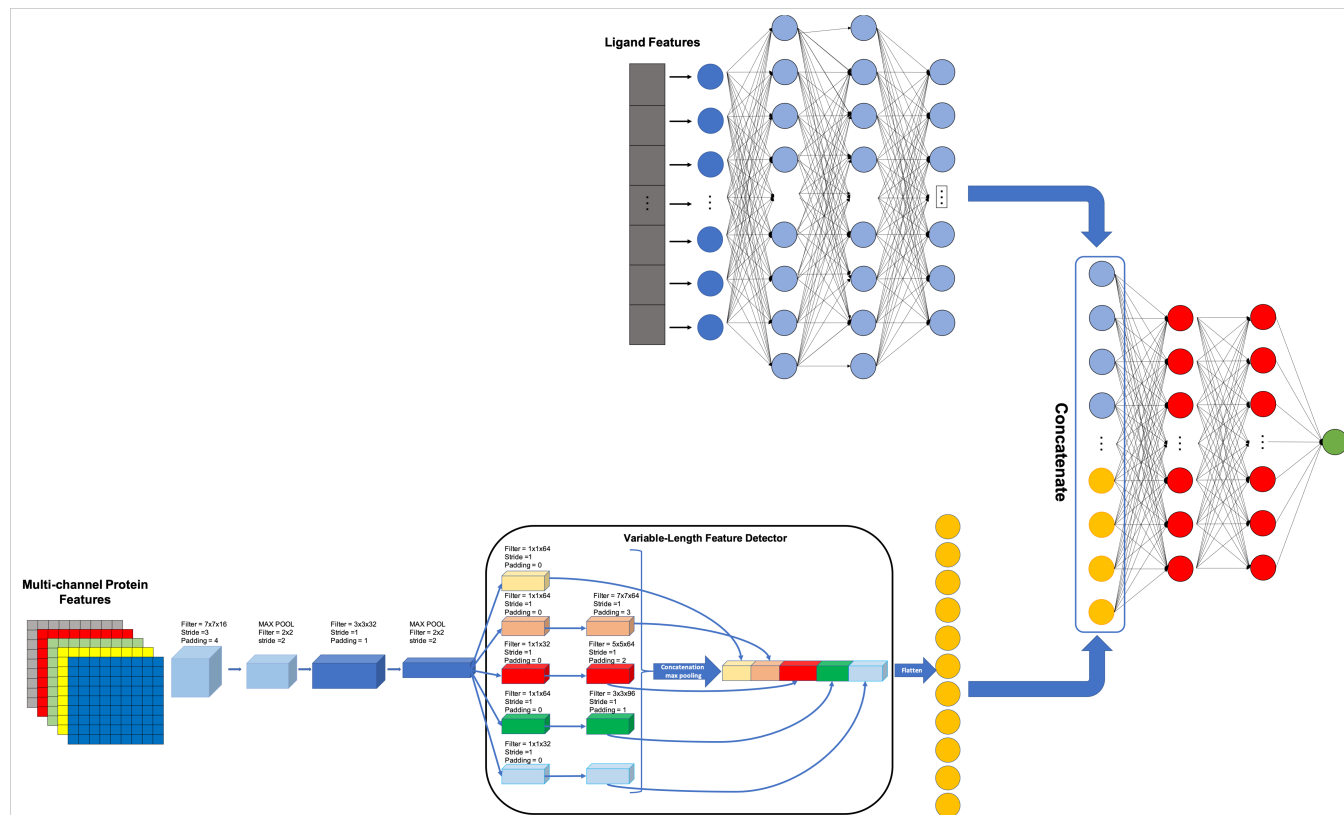 Ligand Features
Concatenate
Multi-channel Protein
Features
Filter = 7x7x16
Stride =3
Padding = 4
MAX POOL
Filter = 2x2
stride =2
Filter = 3x3x32
Stride =1
Padding = 1
MAX POOL
Filter = 2x2
stride =2
Variable-Length Feature Detector
Filter = 1x1x64
Stride =1
Padding = 0
Filter = 1x1x64
Stride =1
Padding = 0
Filter = 7x7x64
Stride =1
Padding = 3
Filter = 1x1x32
Stride =1
Padding = 0
Filter = 5x5x64
Stride =1
Padding = 2
Filter = 1x1x64
Stride =1
Padding = 0
Filter = 3x3x96
Stride =1
Padding = 1
Filter = 1x1x32
Stride =1
Padding = 0
Concatenation
max pooling
Flatten